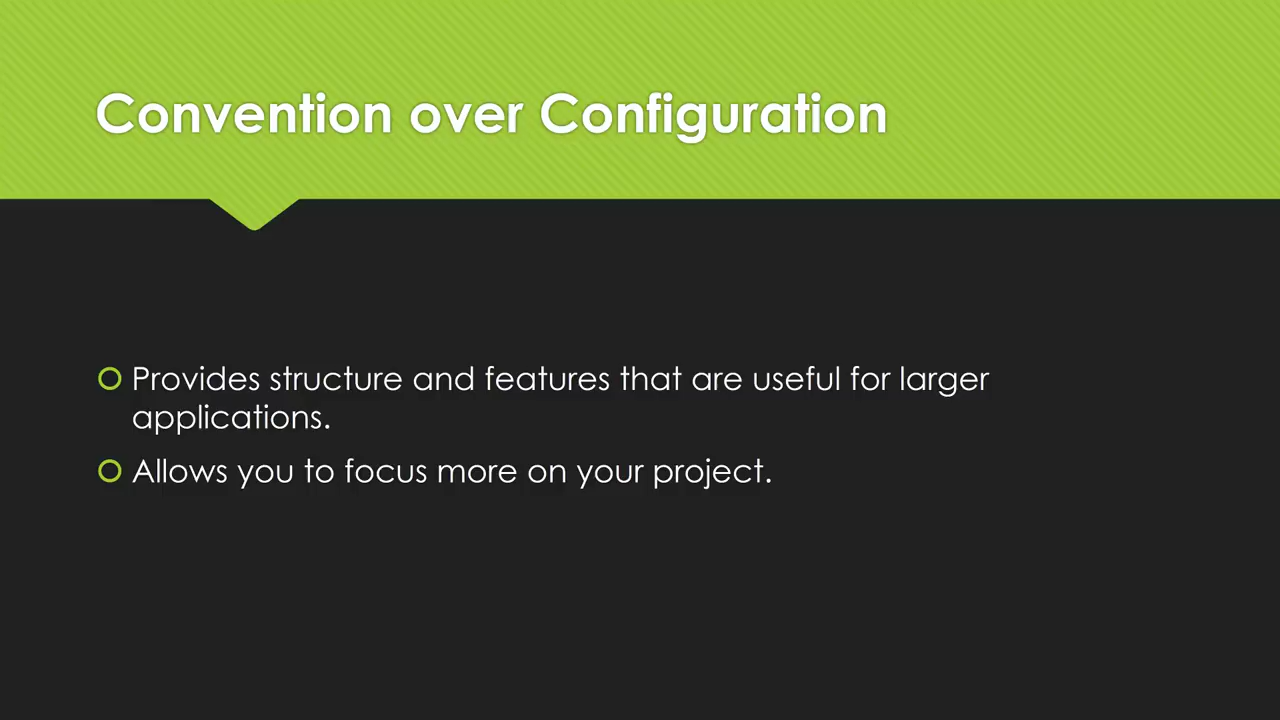 Convention over Configuration
Provides structure and features that are useful for larger
applications.
Allows you to focus more on your project.